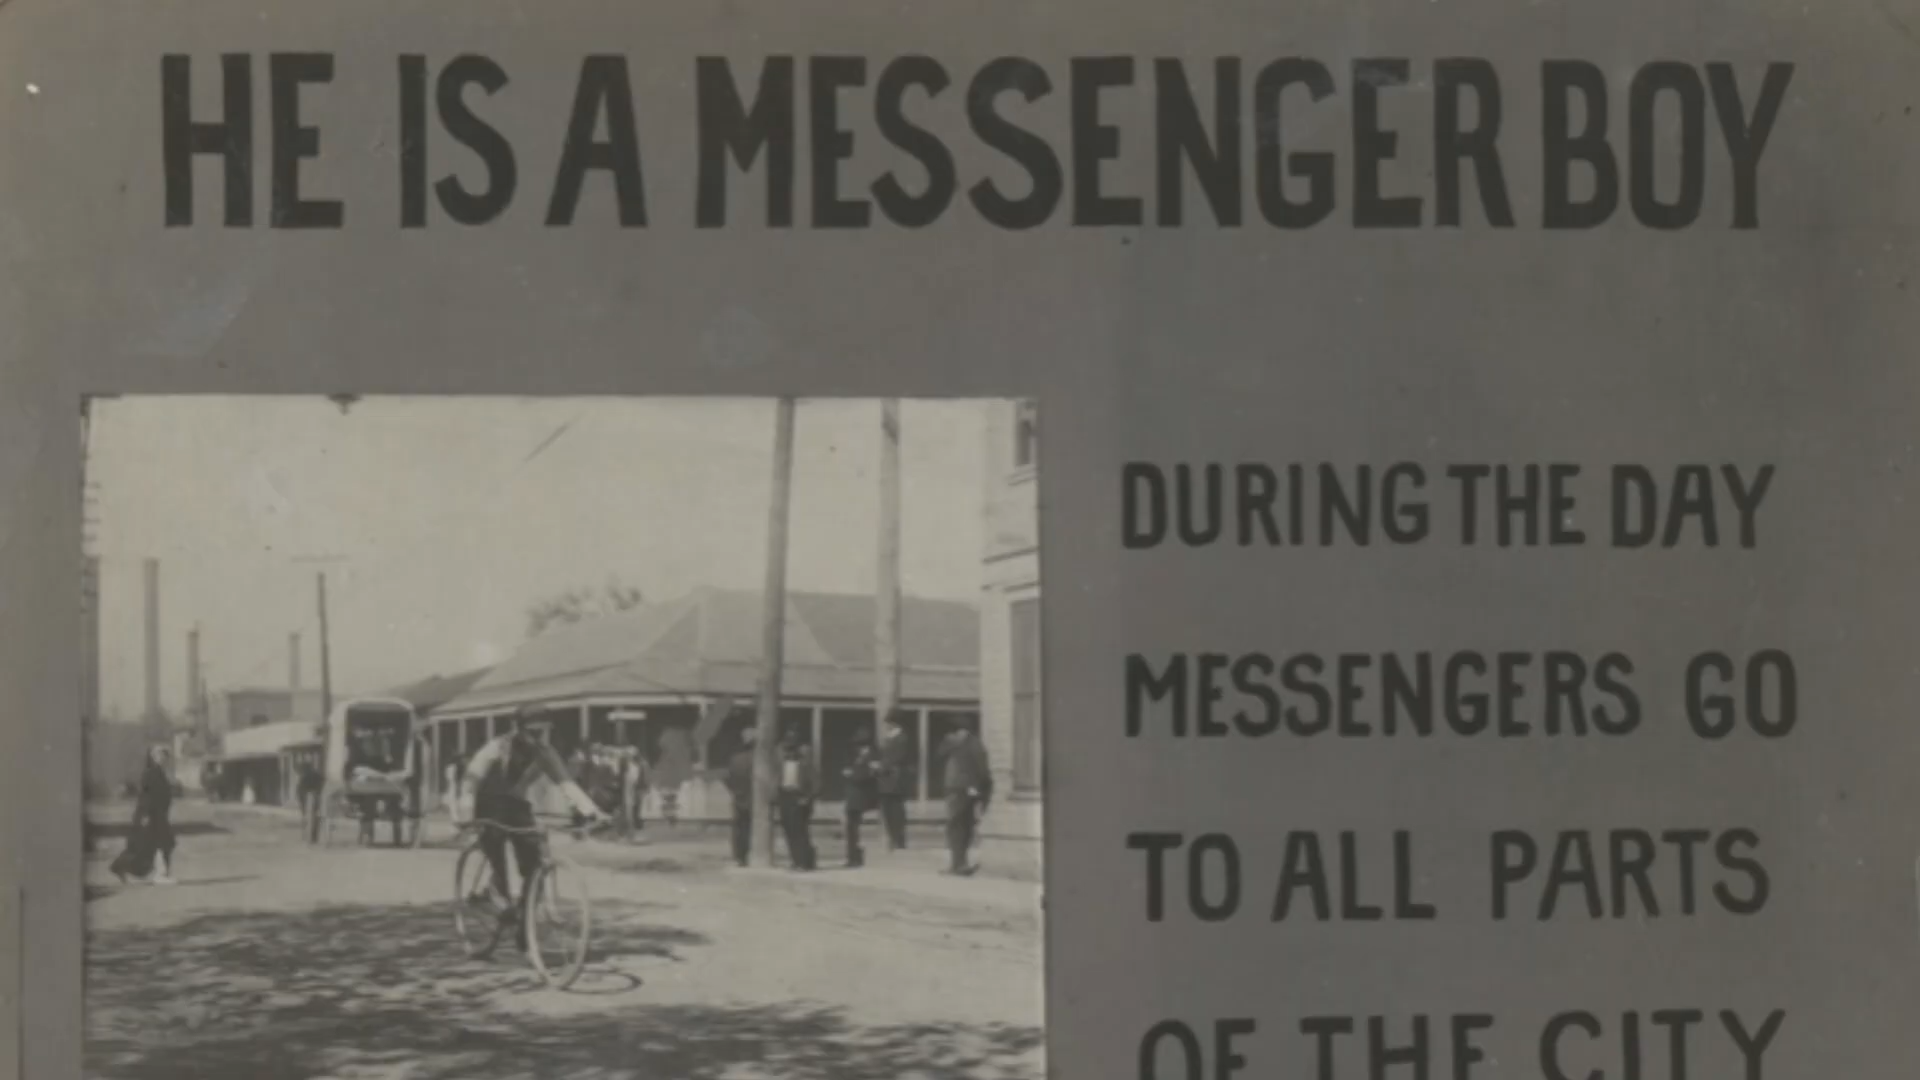 HE IS A MESSENGER BOY
DURING THE DAY
MESSENGERS GO
TO ALL PARTS
OF THE CITY